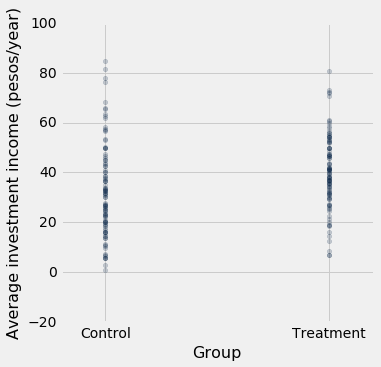 Average investment income (pesos/year)
100
80
60
40
20
0
−20
Control
Treatment
Group